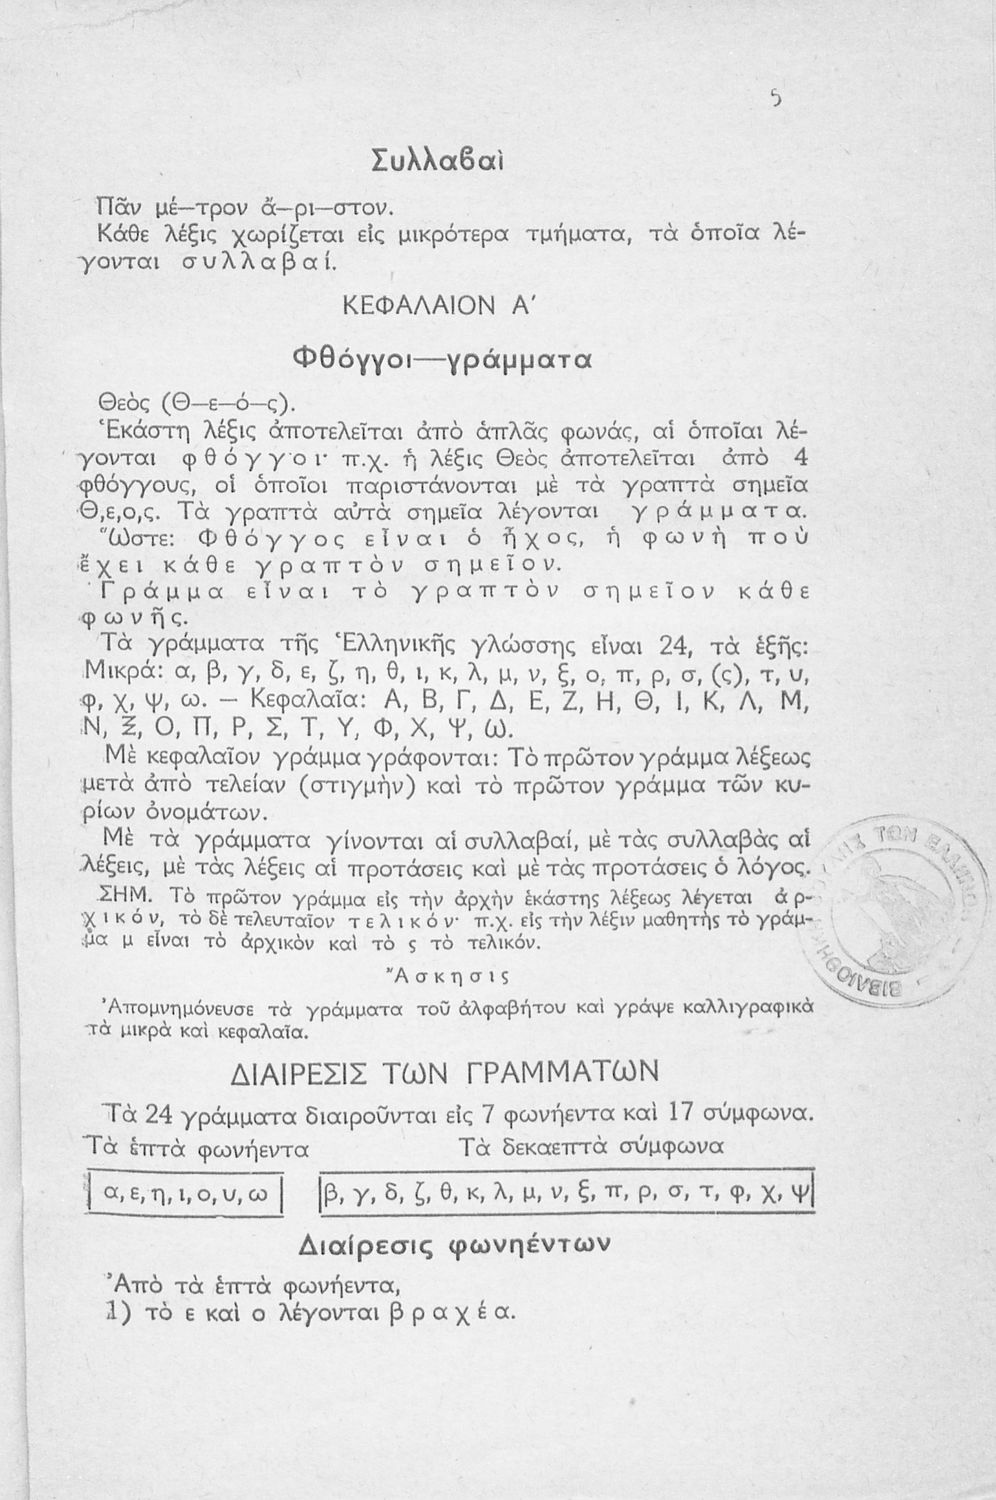 5
Συλλαβαὶ
Πᾶν μέ—τρον ἄ—ρι—στον.
Κάθε λέξις χωρίζεται εἰς μικρότερα τμήματα, τὰ ὁποῖα λέ-
γονται συλλαβαί.
ΚΕΦΑΛΑΙΟΝ Α′
Φθόγγοι—γράμματα
Θεὸς (Θ—ε—ό—ς).
Ἑκάστη λέξις ἀποτελεῖται ἀπὸ ἁπλᾶς φωνάς, αἱ ὁποῖαι λέ-
γονται φθόγγοι· π.χ. ἡ λέξις Θεὸς ἀποτελεῖται ἀπὸ 4
φθόγγους, οἱ ὁποῖοι παριστάνονται μὲ τὰ γραπτὰ σημεῖα
Θ,ε,ο,ς. Τὰ γραπτὰ αὐτὰ σημεῖα λέγονται γράμματα.
Ὥστε: Φθόγγος εἶναι ὁ ἦχος, ἡ φωνὴ ποὺ
ἔχει κάθε γραπτὸν σημεῖον.
Γράμμα εἶναι τὸ γραπτὸν σημεῖον κάθε
φωνῆς.
Τὰ γράμματα τῆς Ἑλληνικῆς γλώσσης εἶναι 24, τὰ ἑξῆς:
Μικρά: α, β, γ, δ, ε, ζ, η, θ, ι, κ, λ, μ, ν, ξ, ο, π, ρ, σ, (ς), τ, υ,
φ, χ, ψ, ω. — Κεφαλαῖα: Α, Β, Γ, Δ, Ε, Ζ, Η, Θ, Ι, Κ, Λ, Μ,
Ν, Ξ, Ο, Π, Ρ, Σ, Τ, Υ, Φ, Χ, Ψ, Ω.
Μὲ κεφαλαῖον γράμμα γράφονται: Τὸ πρῶτον γράμμα λέξεως
μετὰ ἀπὸ τελείαν (στιγμὴν) καὶ τὸ πρῶτον γράμμα τῶν κυ-
ρίων ὀνομάτων.
Μὲ τὰ γράμματα γίνονται αἱ συλλαβαί, μὲ τὰς συλλαβὰς αἱ
λέξεις, μὲ τὰς λέξεις αἱ προτάσεις καὶ μὲ τὰς προτάσεις ὁ λόγος.
ΣΗΜ. Τὸ πρῶτον γράμμα εἰς τὴν ἀρχὴν ἑκάστης λέξεως λέγεται ἀρ-
χικόν, τὸ δὲ τελευταῖον τελικόν· π.χ. εἰς τὴν λέξιν μαθητὴς τὸ γράμ-
μα μ εἶναι τὸ ἀρχικὸν καὶ τὸ ς τὸ τελικόν.
Ἄσκησις
Ἀπομνημόνευσε τὰ γράμματα τοῦ ἀλφαβήτου καὶ γράψε καλλιγραφικὰ
τὰ μικρὰ καὶ κεφαλαῖα.
ΔΙΑΙΡΕΣΙΣ ΤΩΝ ΓΡΑΜΜΑΤΩΝ
Τὰ 24 γράμματα διαιροῦνται εἰς 7 φωνήεντα καὶ 17 σύμφωνα.
Τὰ ἑπτὰ φωνήεντα Τὰ δεκαεπτὰ σύμφωνα
α, ε, η, ι, ο, υ, ω β, γ, δ, ζ, θ, κ, λ, μ, ν, ξ, π, ρ, σ, τ, φ, χ, ψ
Διαίρεσις φωνηέντων
Ἀπὸ τὰ ἑπτὰ φωνήεντα,
1) τὸ ε καὶ ο λέγονται βραχέα.
ΒΙΒΛΙΟΘΗΚΗ ΤΩΝ